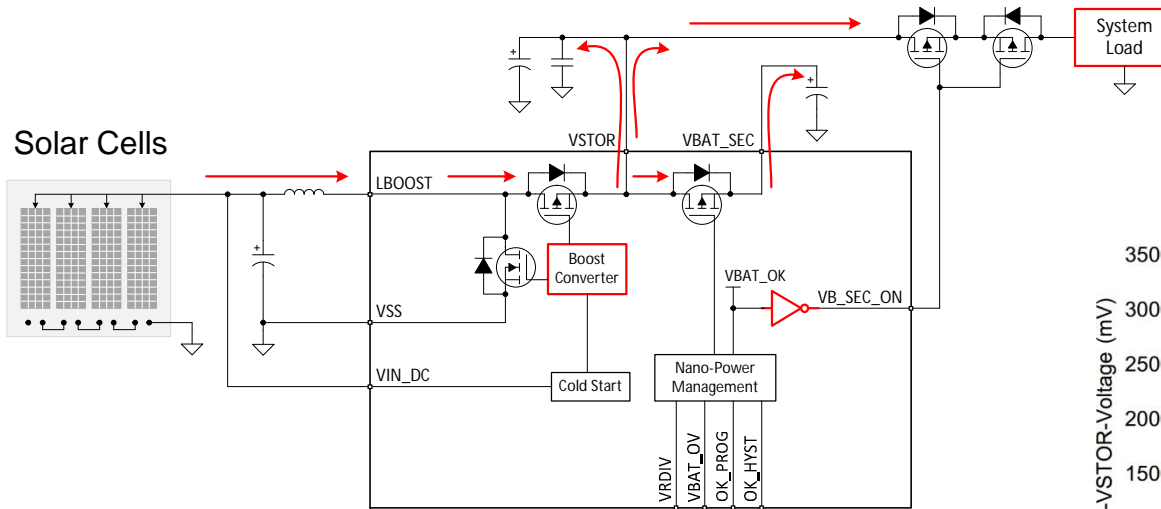 System
Load
Solar Cells
VSTOR
VBAT_SEC
LBOOST
Boost
Converter
VBAT_OK
VB_SEC_ON
VSS
Nano-Power
Management
VIN_DC
Cold Start
VRDIV
VBAT_OV
OK_PROG
OK_HYST
350
300
250
200
150
-VSTOR-Voltage (mV)
+
+
+